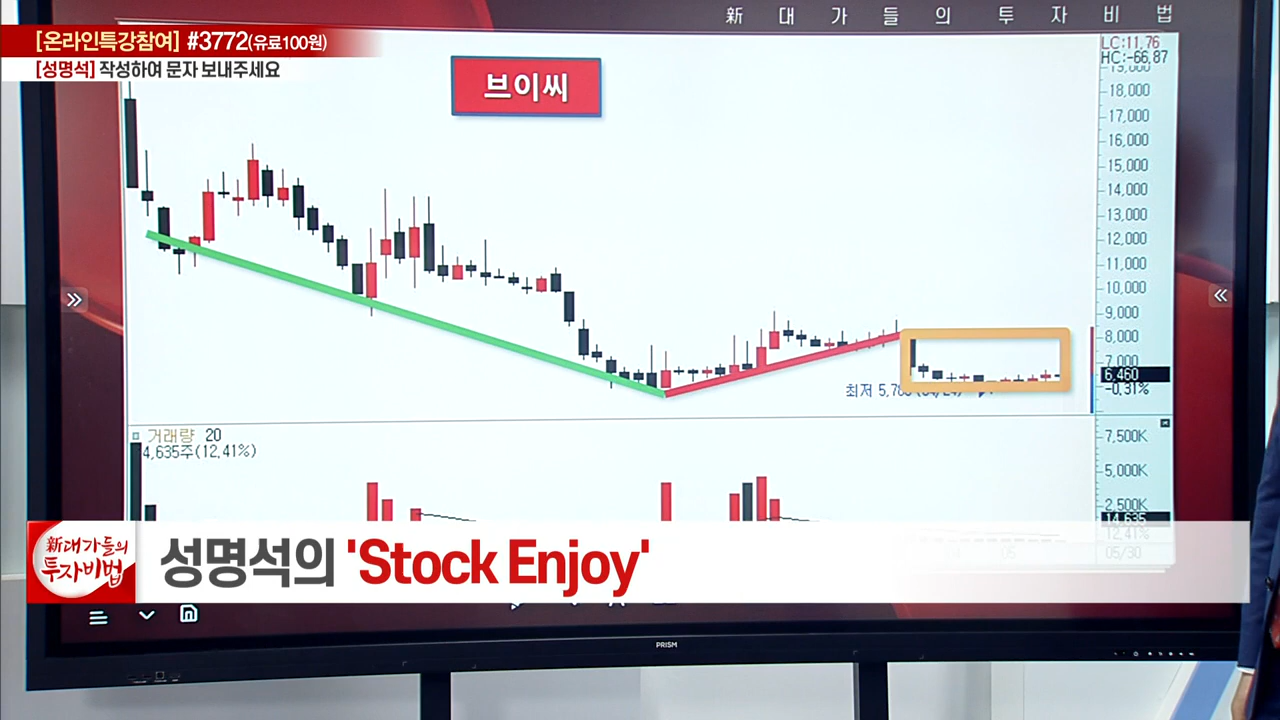 新 대 가 들 의 투 자 비 법
[온라인특강참여] #3772(유료100원)
[성명석] 작성하여 문자 보내주세요
브이씨
LC:11.76
HC:-66.87
19,000
18,000
17,000
16,000
15,000
14,000
13,000
12,000
11,000
10,000
9,000
8,000
7,000
6,460
-0.31%
최저
거래량 20
4,635주(12,41%)
7,500K
5,000K
2,500K
14,635
12,41%
05/30
新대가들의
투자비법
성명석의 'Stock Enjoy'
PRISM